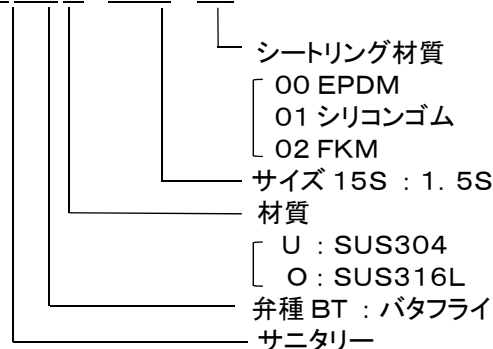 シートリング材質
00 EPDM
01 シリコンゴム
02 FKM
サイズ 15S : 1. 5S
材質
U : SUS304
O : SUS316L
弁種 BT : バタフライ
サニタリー